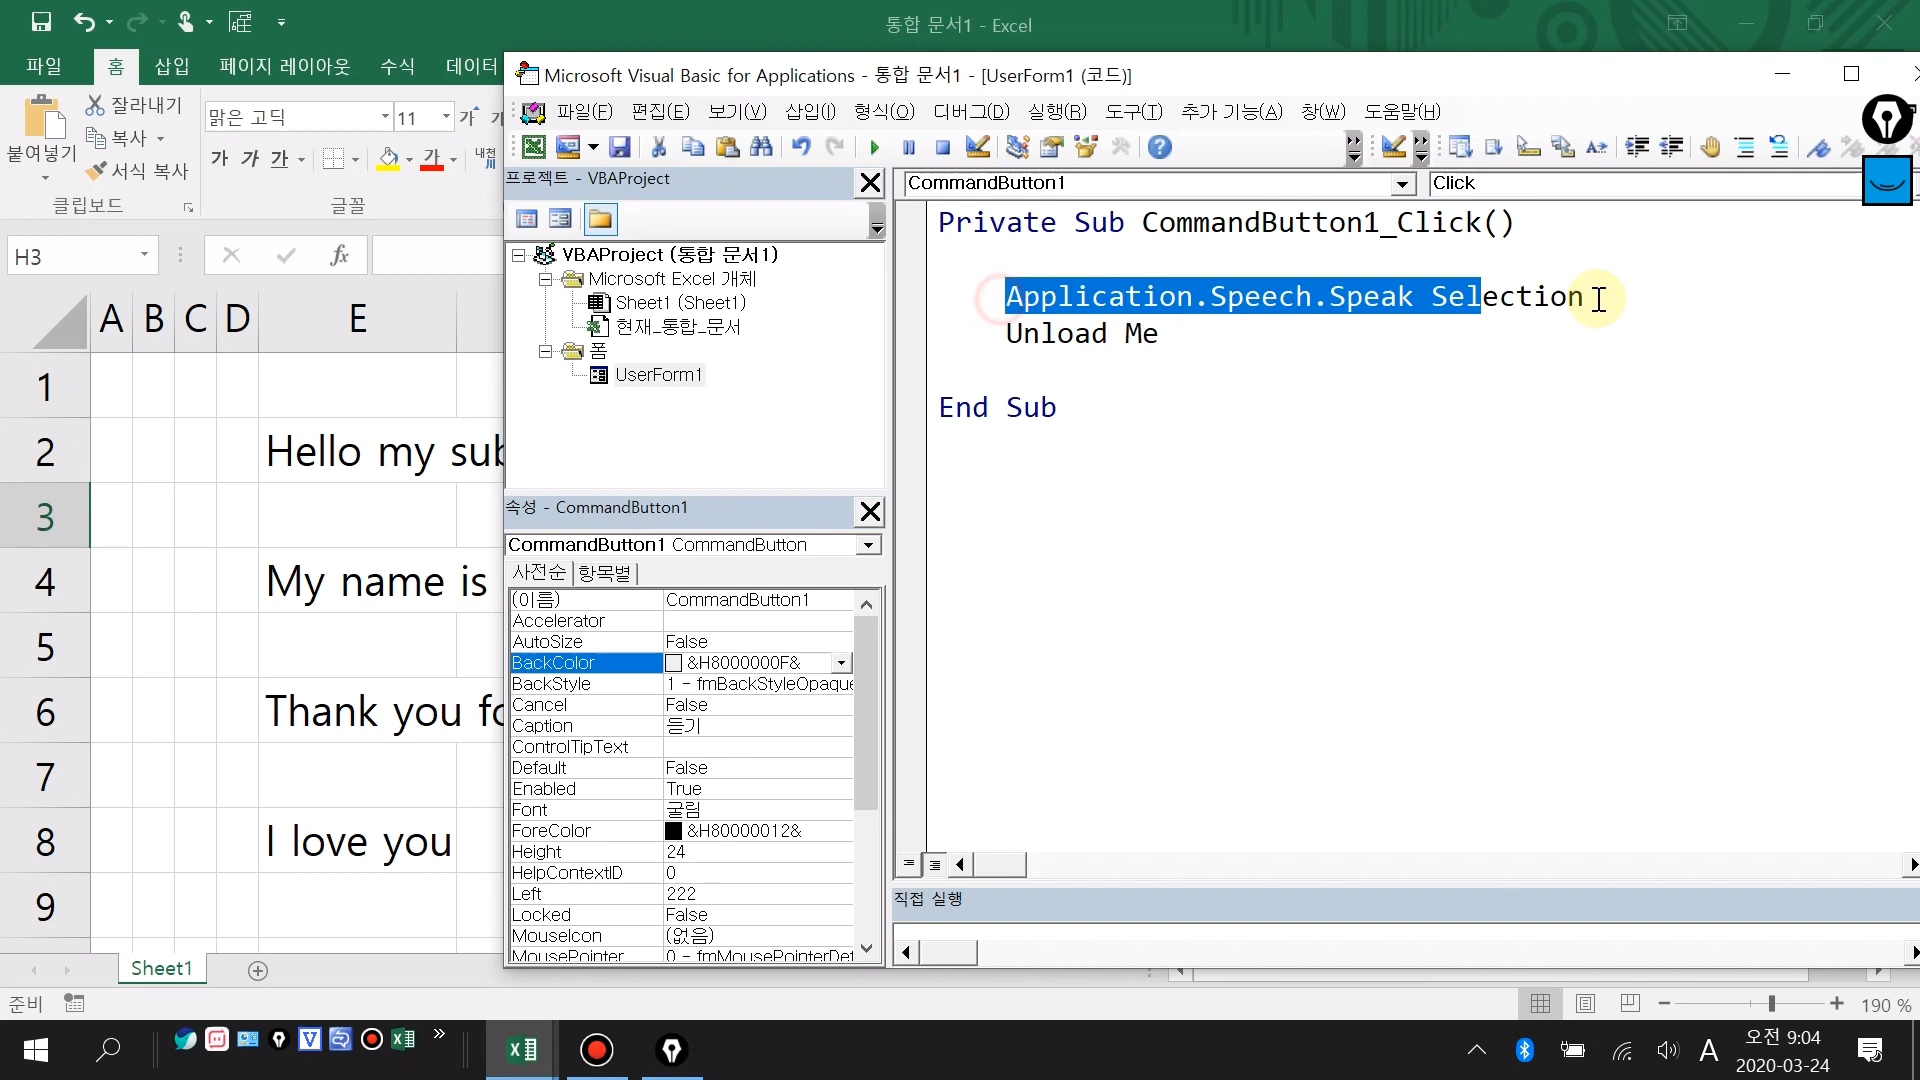 통합 문서1 - Excel
파일 홈 삽입 페이지 레이아웃 수식 데이터
Microsoft Visual Basic for Applications - 통합 문서1 - [UserForm1 (코드)]
파일(F) 편집(E) 보기(V) 삽입(I) 형식(O) 디버그(D) 실행(R) 도구(T) 추가 기능(A) 창(W) 도움말(H)
붙여넣기
잘라내기
복사
서식 복사
클립보드
맑은 고딕 11 가
가 가 가 가 내천
글꼴
H3
fx
A B C D E
1
2 Hello my sub
3
4 My name is
5
6 Thank you fo
7
8 I love you
9
Sheet1
준비
프로젝트 - VBAProject
VBAProject (통합 문서1)
Microsoft Excel 개체
Sheet1 (Sheet1)
현재_통합_문서
폼
UserForm1
속성 - CommandButton1
CommandButton1 CommandButton
사전순 항목별
(이름) CommandButton1
Accelerator
AutoSize False
BackColor &H8000000F&
BackStyle 1 - fmBackStyleOpaque
Cancel False
Caption 듣기
ControlTipText
Default False
Enabled True
Font 굴림
ForeColor &H80000012&
Height 24
HelpContextID 0
Left 222
Locked False
MouseIcon (없음)
MousePointer 0 - fmMousePointerDef
CommandButton1 Click
Private Sub CommandButton1_Click()
Application.Speech.Speak Selection
Unload Me
End Sub
직접 실행
190 %
A 오전 9:04
2020-03-24